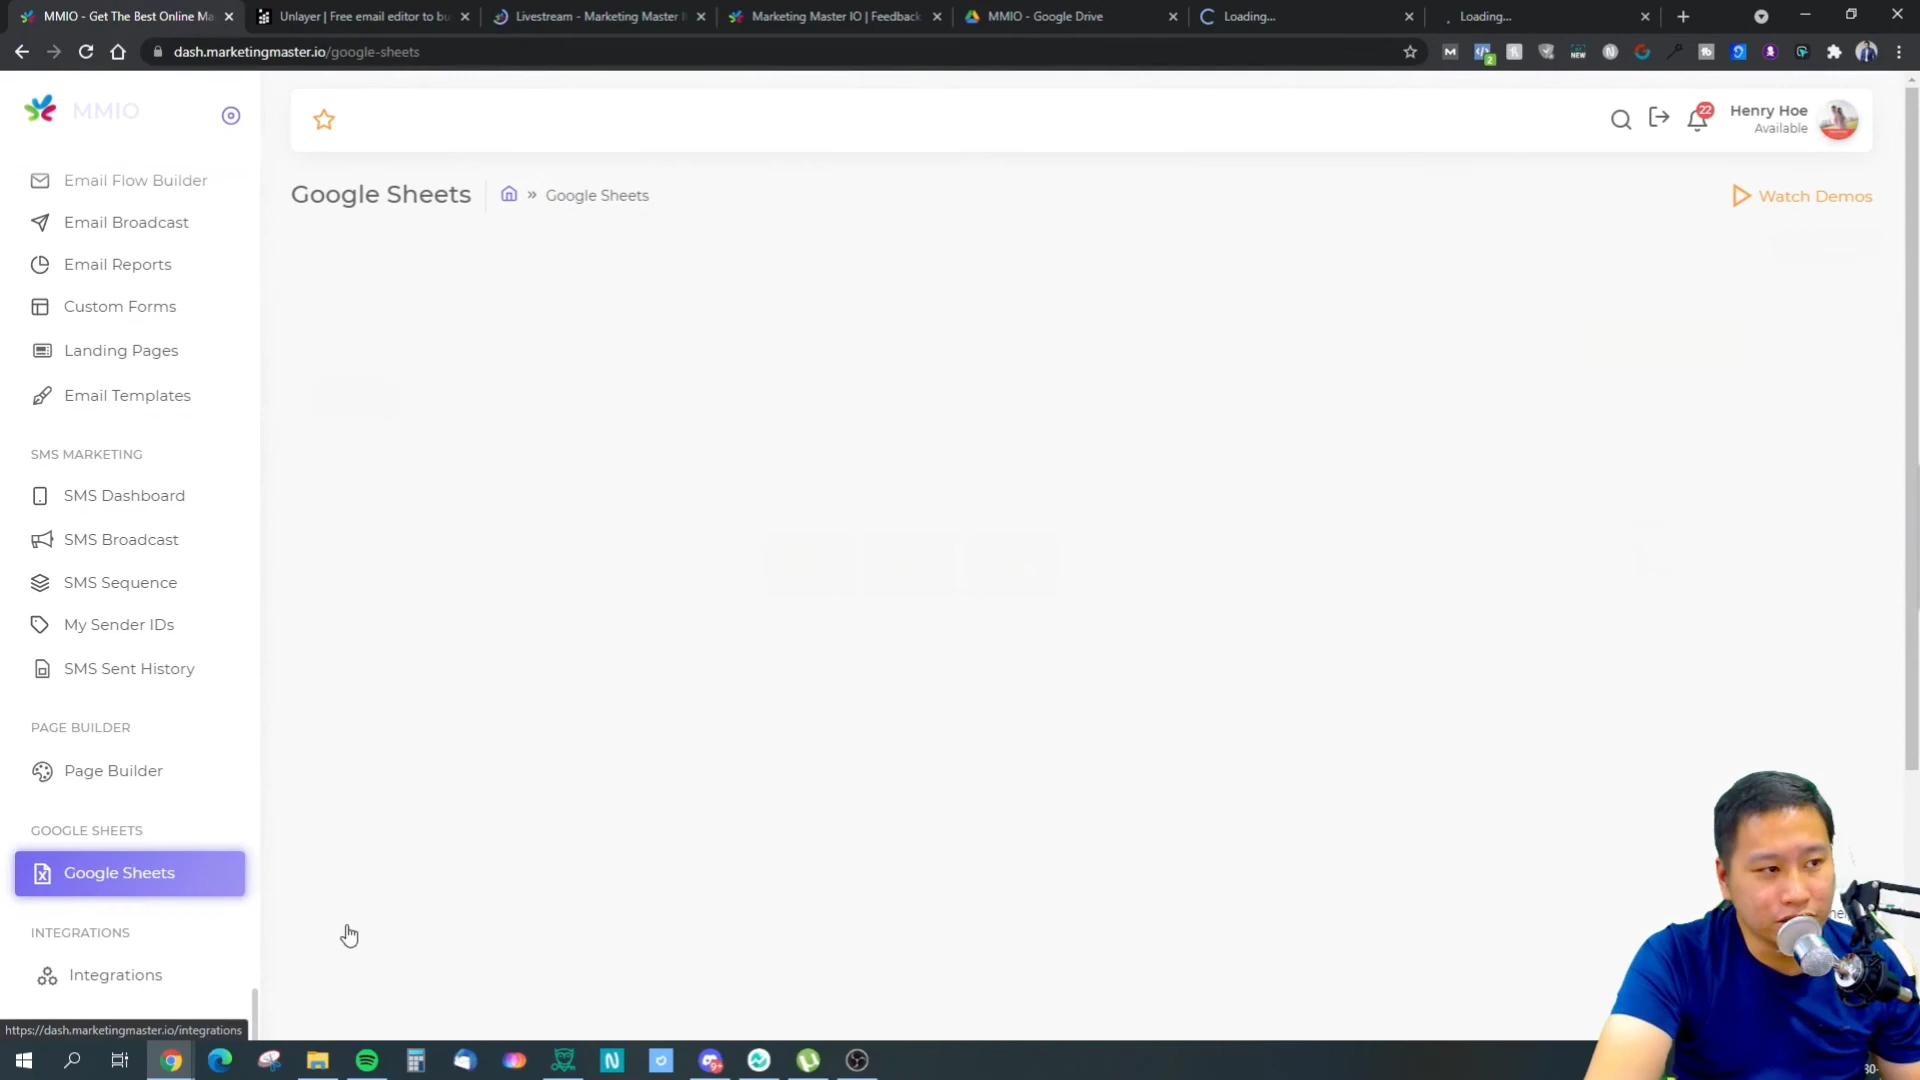 MMIO - Get The Best Online Ma
Unlayer | Free email editor to bu
Livestream - Marketing Master I
Marketing Master IO | Feedback
MMIO - Google Drive
Loading...
Loading...
dash.marketingmaster.io/google-sheets
2
NEW
MMIO
22
Henry Hoe
Available
Google Sheets
» Google Sheets
Watch Demos
Email Flow Builder
Email Broadcast
Email Reports
Custom Forms
Landing Pages
Email Templates
SMS MARKETING
SMS Dashboard
SMS Broadcast
SMS Sequence
My Sender IDs
SMS Sent History
PAGE BUILDER
Page Builder
GOOGLE SHEETS
Google Sheets
INTEGRATIONS
Integrations
https://dash.marketingmaster.io/integrations